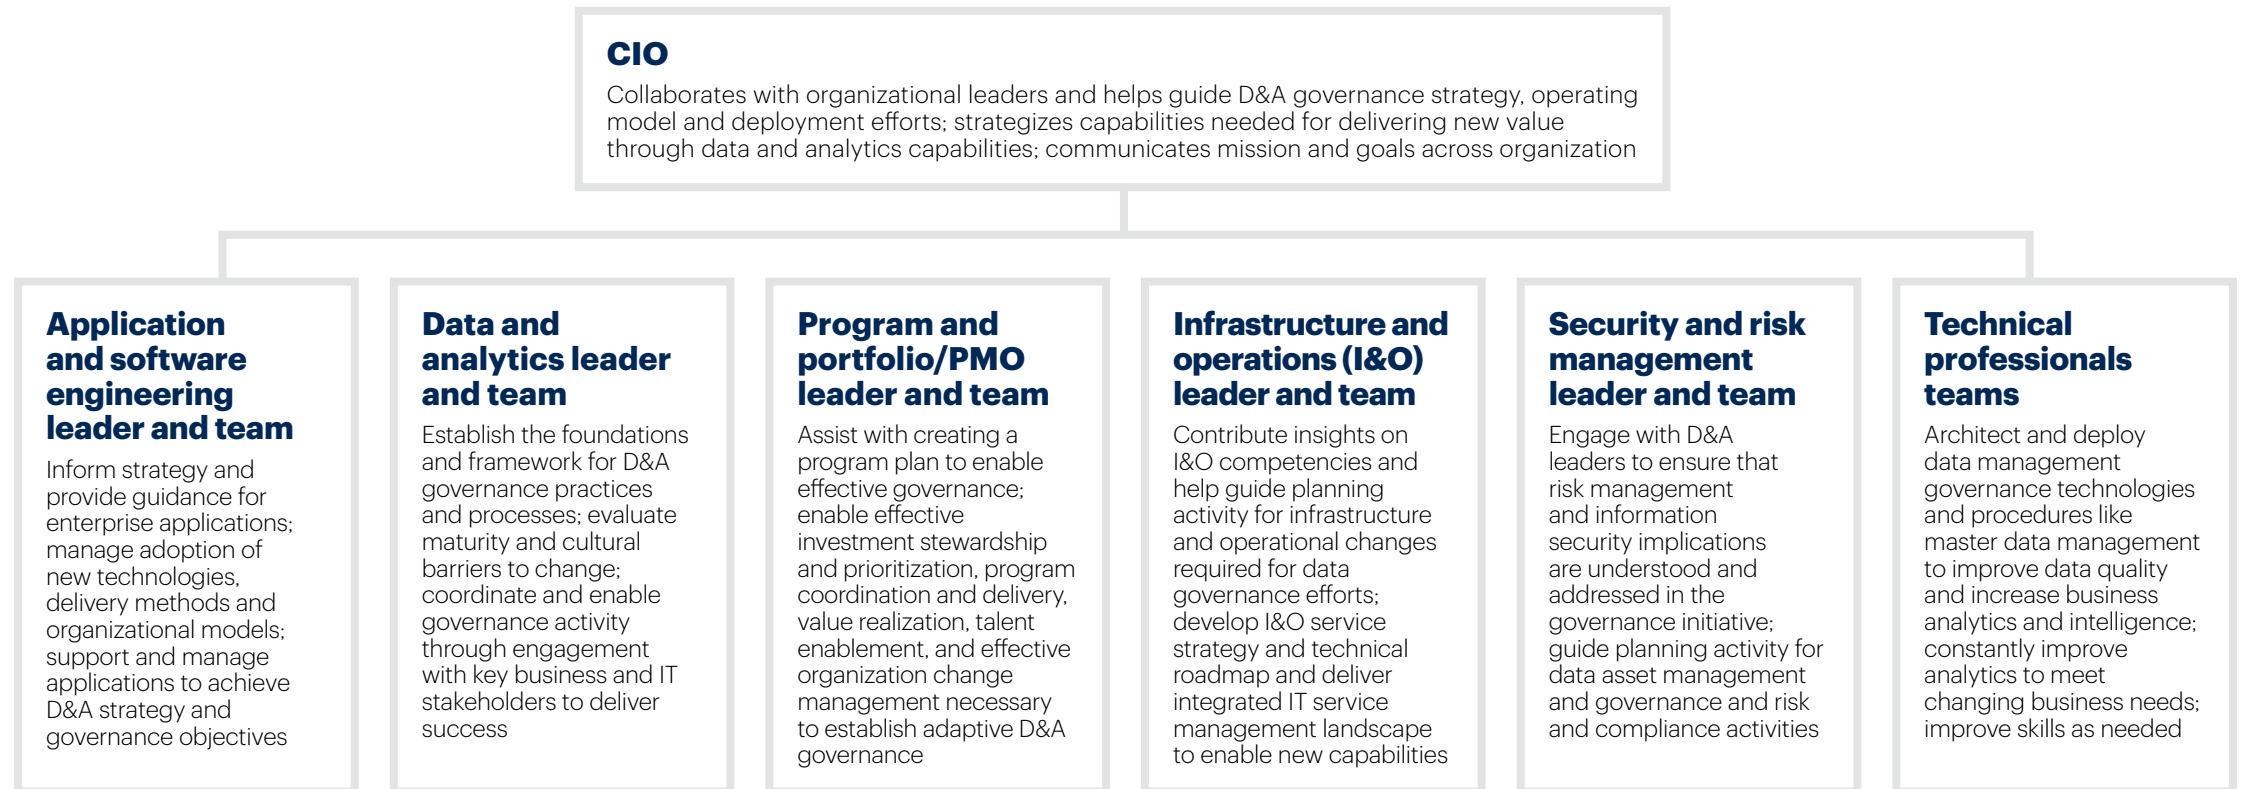 CIO
Collaborates with organizational leaders and helps guide D&A governance strategy, operating
model and deployment efforts; strategizes capabilities needed for delivering new value
through data and analytics capabilities; communicates mission and goals across organization
Application
and software
engineering
leader and team
Inform strategy and
provide guidance for
enterprise applications;
manage adoption of
new technologies,
delivery methods and
organizational models;
support and manage
applications to achieve
D&A strategy and
governance objectives
Data and
analytics leader
and team
Establish the foundations
and framework for D&A
governance practices
and processes; evaluate
maturity and cultural
barriers to change;
coordinate and enable
governance activity
through engagement
with key business and IT
stakeholders to deliver
success
Program and
portfolio/PMO
leader and team
Assist with creating a
program plan to enable
effective governance;
enable effective
investment stewardship
and prioritization, program
coordination and delivery,
value realization, talent
enablement, and effective
organization change
management necessary
to establish adaptive D&A
governance
Infrastructure and
operations (I&O)
leader and team
Contribute insights on
I&O competencies and
help guide planning
activity for infrastructure
and operational changes
required for data
governance efforts;
develop I&O service
strategy and technical
roadmap and deliver
integrated IT service
management landscape
to enable new capabilities
Security and risk
management
leader and team
Engage with D&A
leaders to ensure that
risk management
and information
security implications
are understood and
addressed in the
governance initiative;
guide planning activity for
data asset management
and governance and risk
and compliance activities
Technical
professionals
teams
Architect and deploy
data management
governance technologies
and procedures like
master data management
to improve data quality
and increase business
analytics and intelligence;
constantly improve
analytics to meet
changing business needs;
improve skills as needed